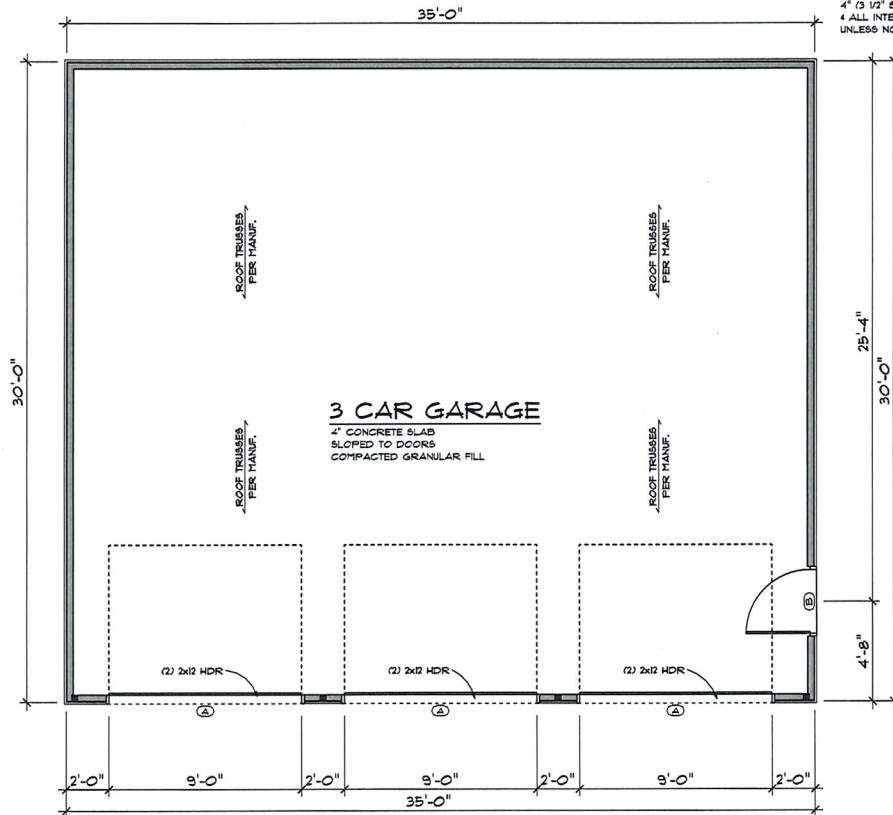 35'-0"
4" (3 1/2"
& ALL INTE
UNLESS NO
ROOF TRUSSES
PER MANUF.
ROOF TRUSSES
PER MANUF.
30'-0"
25'-4"
30'-0"
3 CAR GARAGE
4" CONCRETE SLAB
SLOPED TO DOORS
COMPACTED GRANULAR FILL
ROOF TRUSSES
PER MANUF.
ROOF TRUSSES
PER MANUF.
B
4'-8"
(2) 2x12 HDR
(2) 2x12 HDR
(2) 2x12 HDR
A
A
A
2'-0" 9'-0" 2'-0" 9'-0" 2'-0" 9'-0" 2'-0"
35'-0"